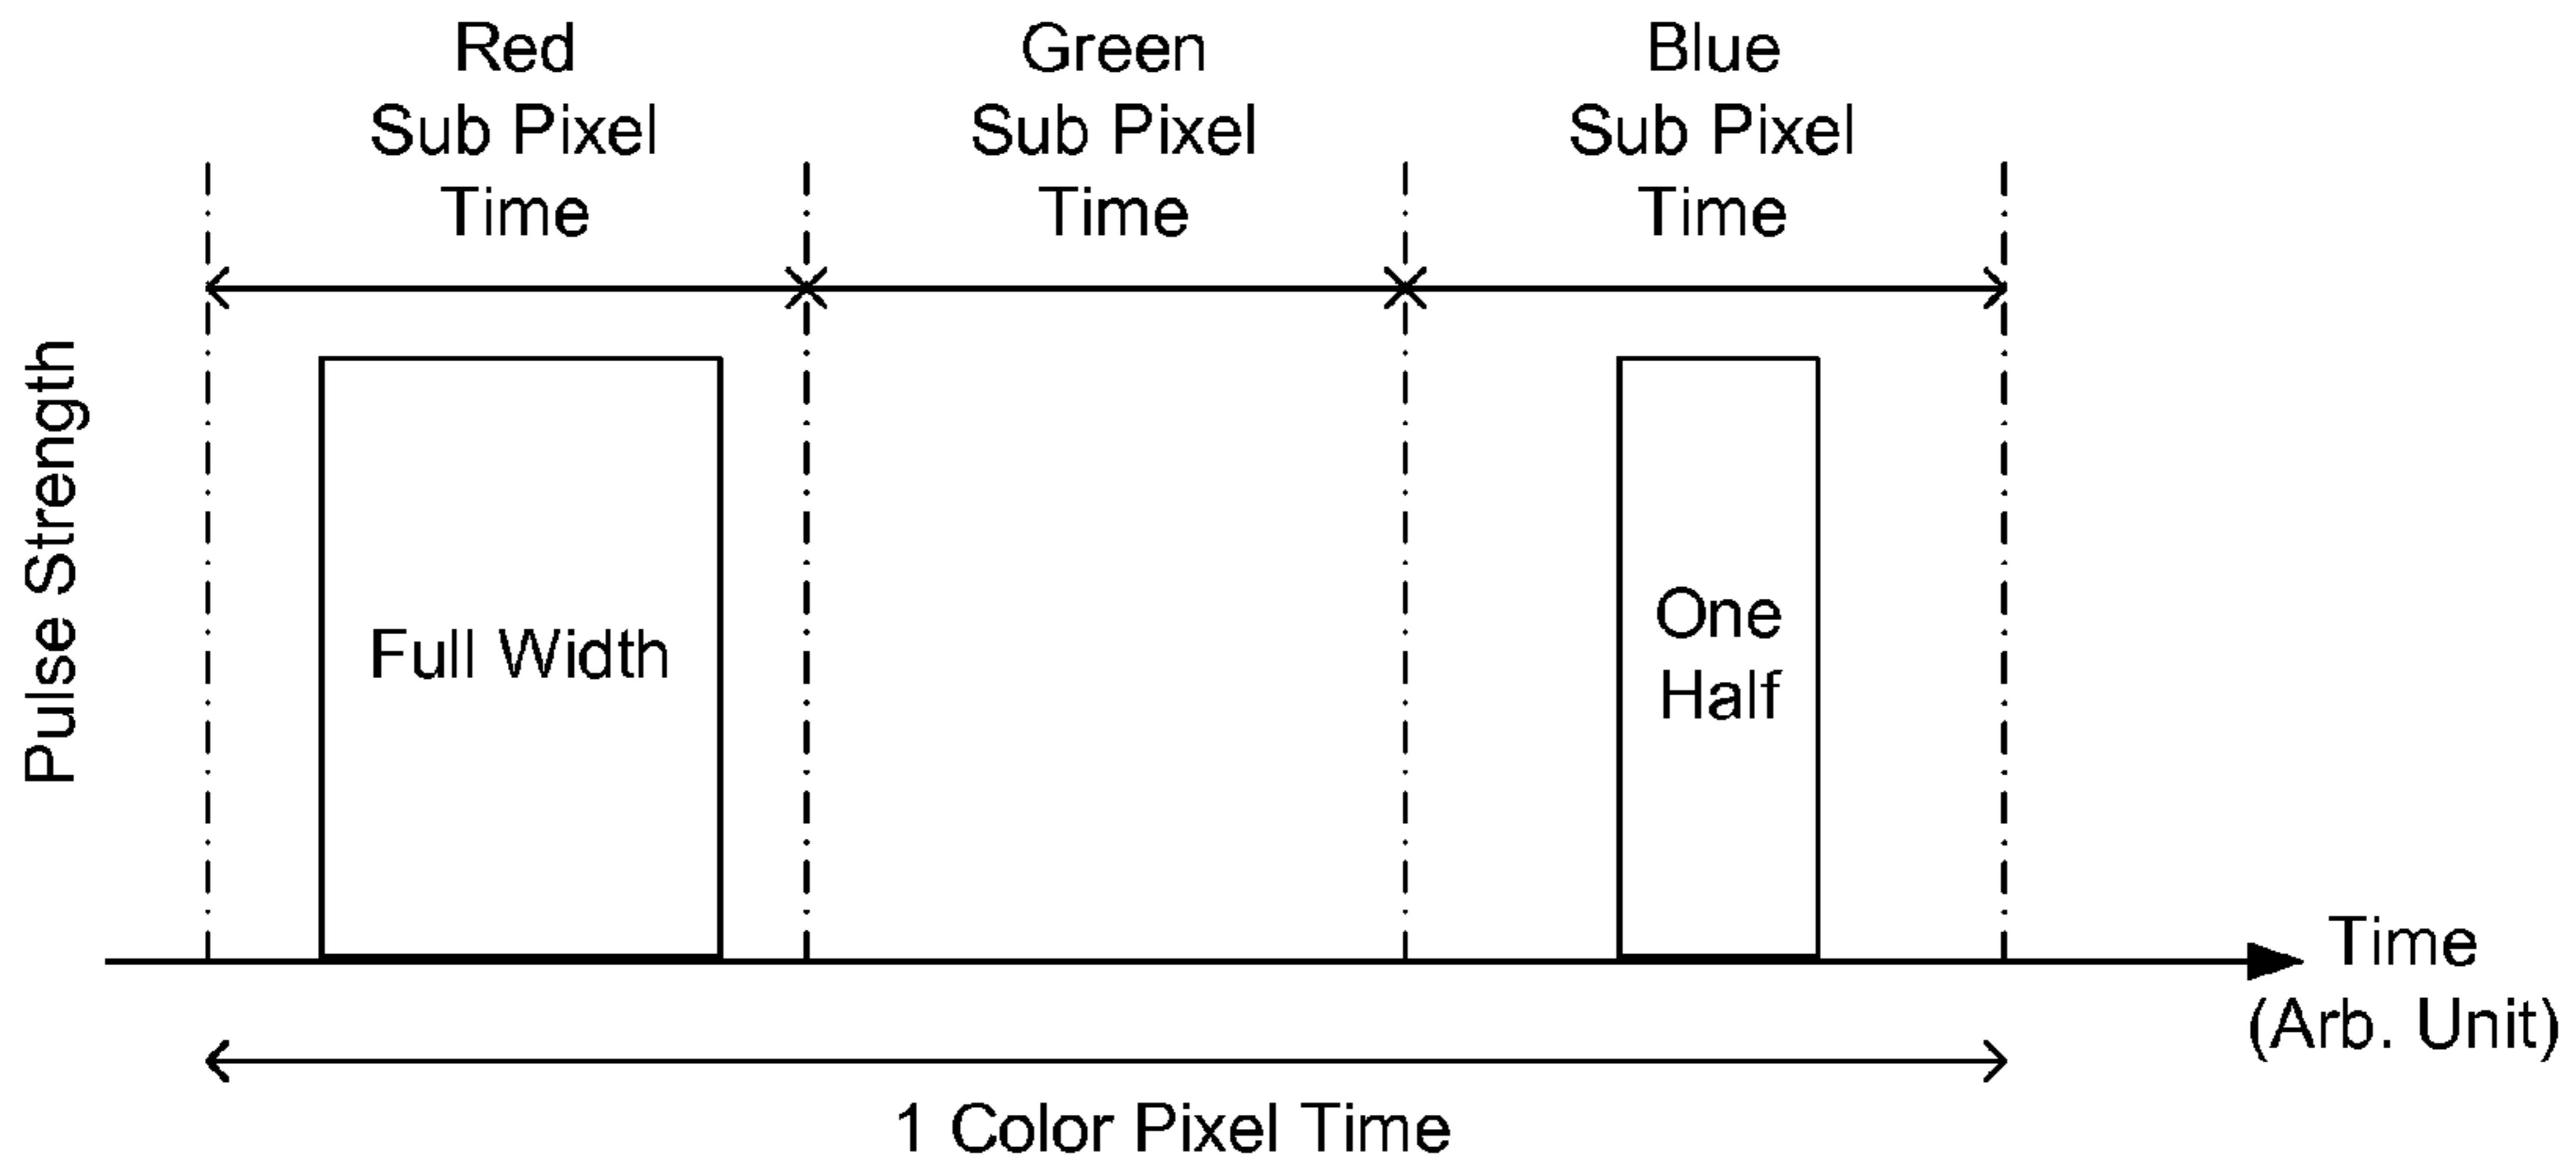 Red
Sub Pixel
Time
Green
Sub Pixel
Time
Blue
Sub Pixel
Time
Pulse Strength
Full Width
One
Half
Time
(Arb. Unit)
1 Color Pixel Time